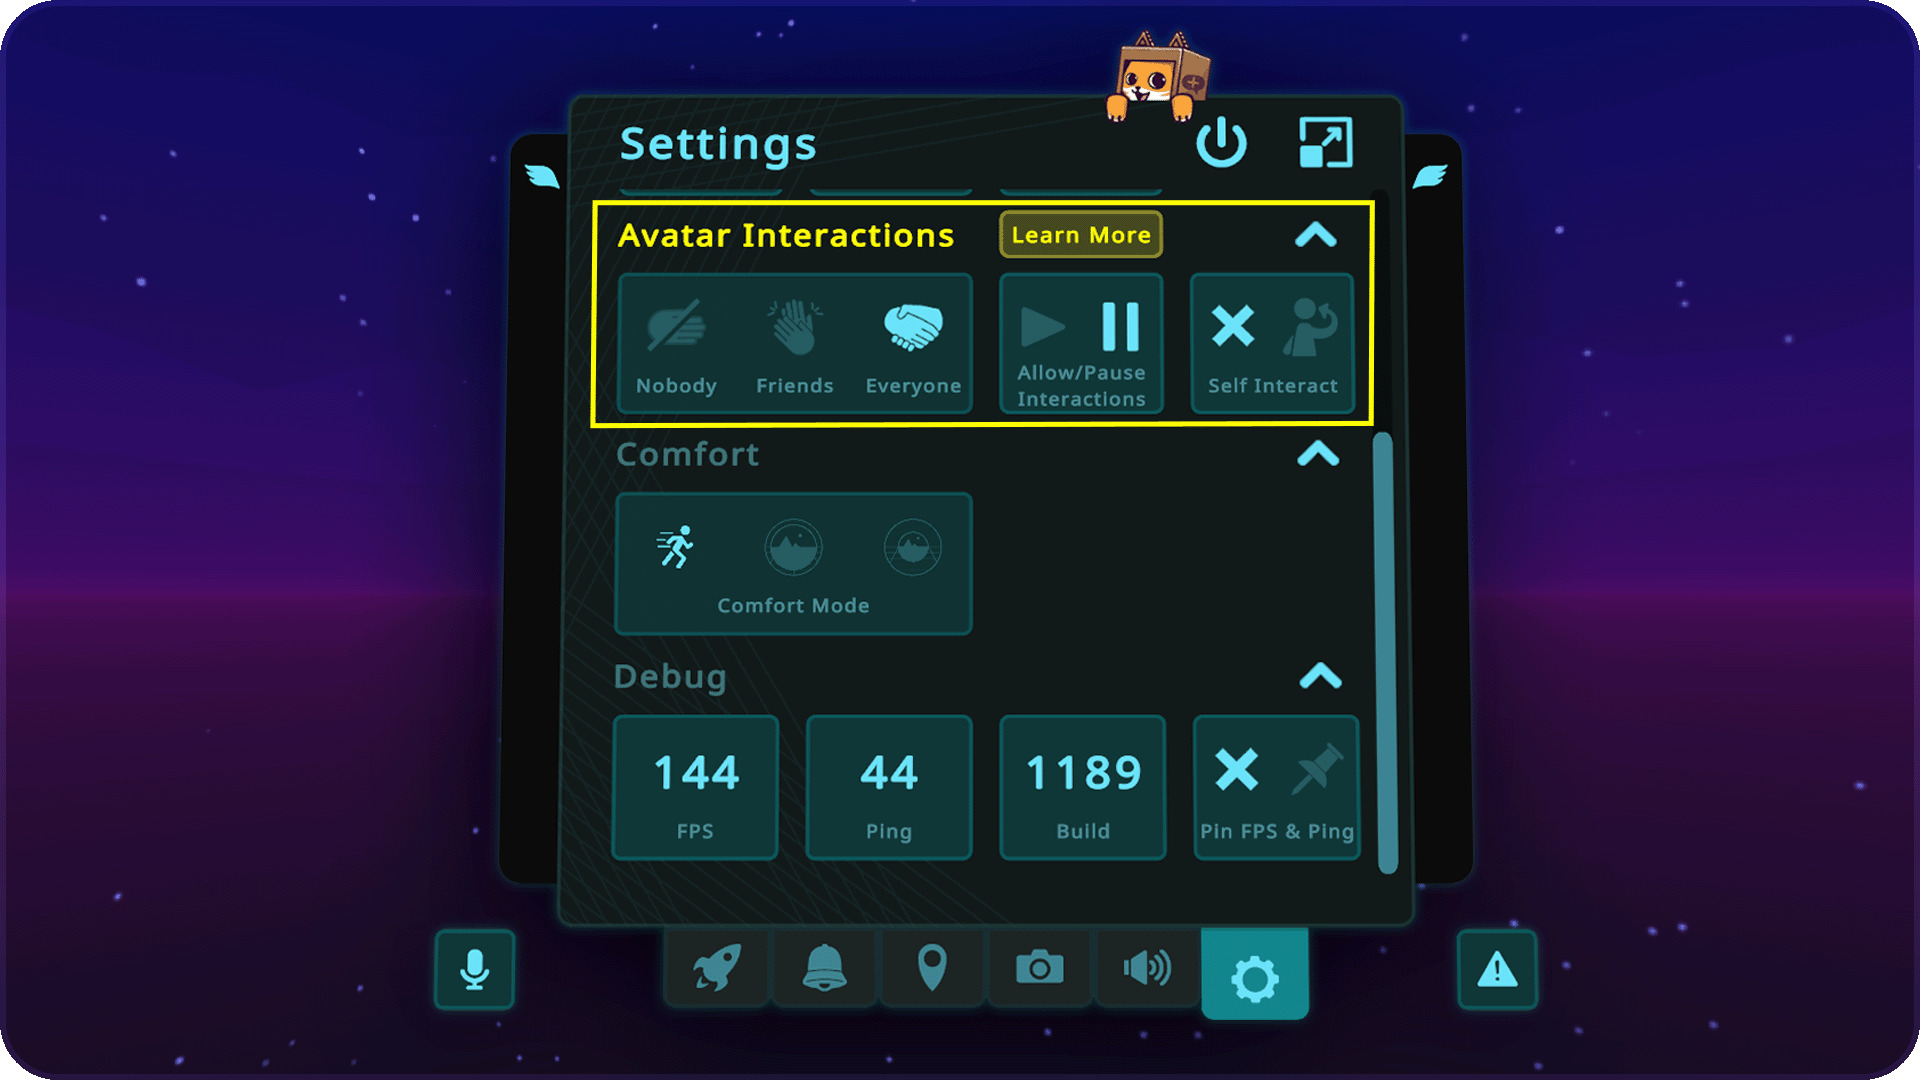 Settings
Avatar Interactions
Learn More
Nobody
Friends
Everyone
Allow/Pause
Interactions
Self Interact
Comfort
Comfort Mode
Debug
144
FPS
44
Ping
1189
Build
Pin FPS & Ping